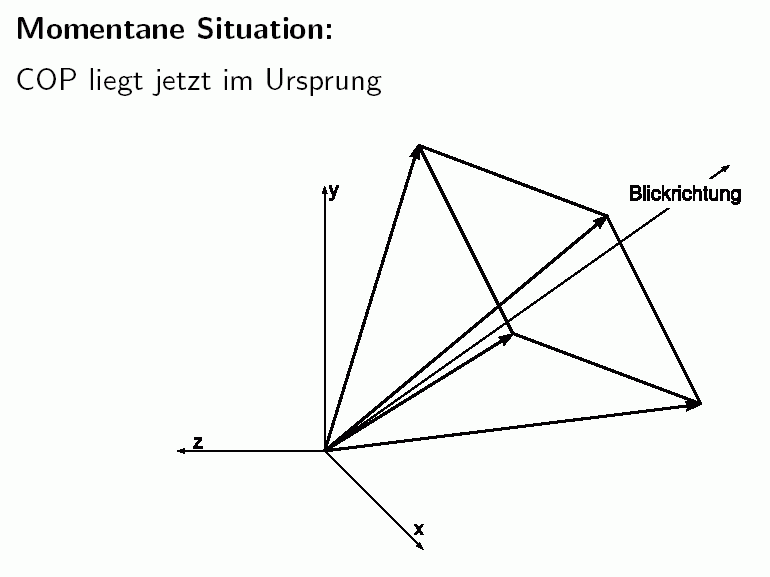 Momentane Situation:
COP liegt jetzt im Ursprung
y
Blickrichtung
z
x